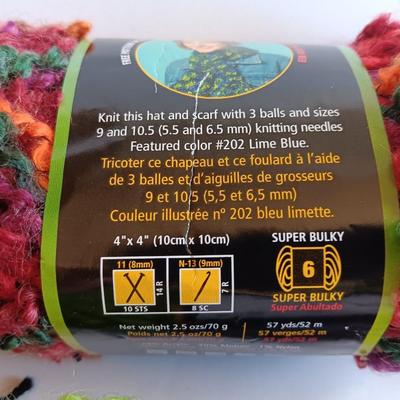 Knit this hat and scarf with 3 balls and sizes
9 and 10.5 (5.5 and 6.5 mm) knitting needles
Featured color #202 Lime Blue.
Tricoter ce chapeau et ce foulard à l'aide
de 3 balles et d'aiguilles de grosseurs
9 et 10,5 (5,5 et 6,5 mm)
Couleur illustrée n° 202 bleu limette.
4"x 4" (10cm x 10cm)
11 (8mm)
14 R
10 STS
N-13 (9mm)
7 R
8 SC
SUPER BULKY
6
SUPER BULKY
Super Abultado
Net weight 2.5 ozs/70 g
Poids net 2.5 oz/70 g
57 yds/52 m
57 verges/52 m